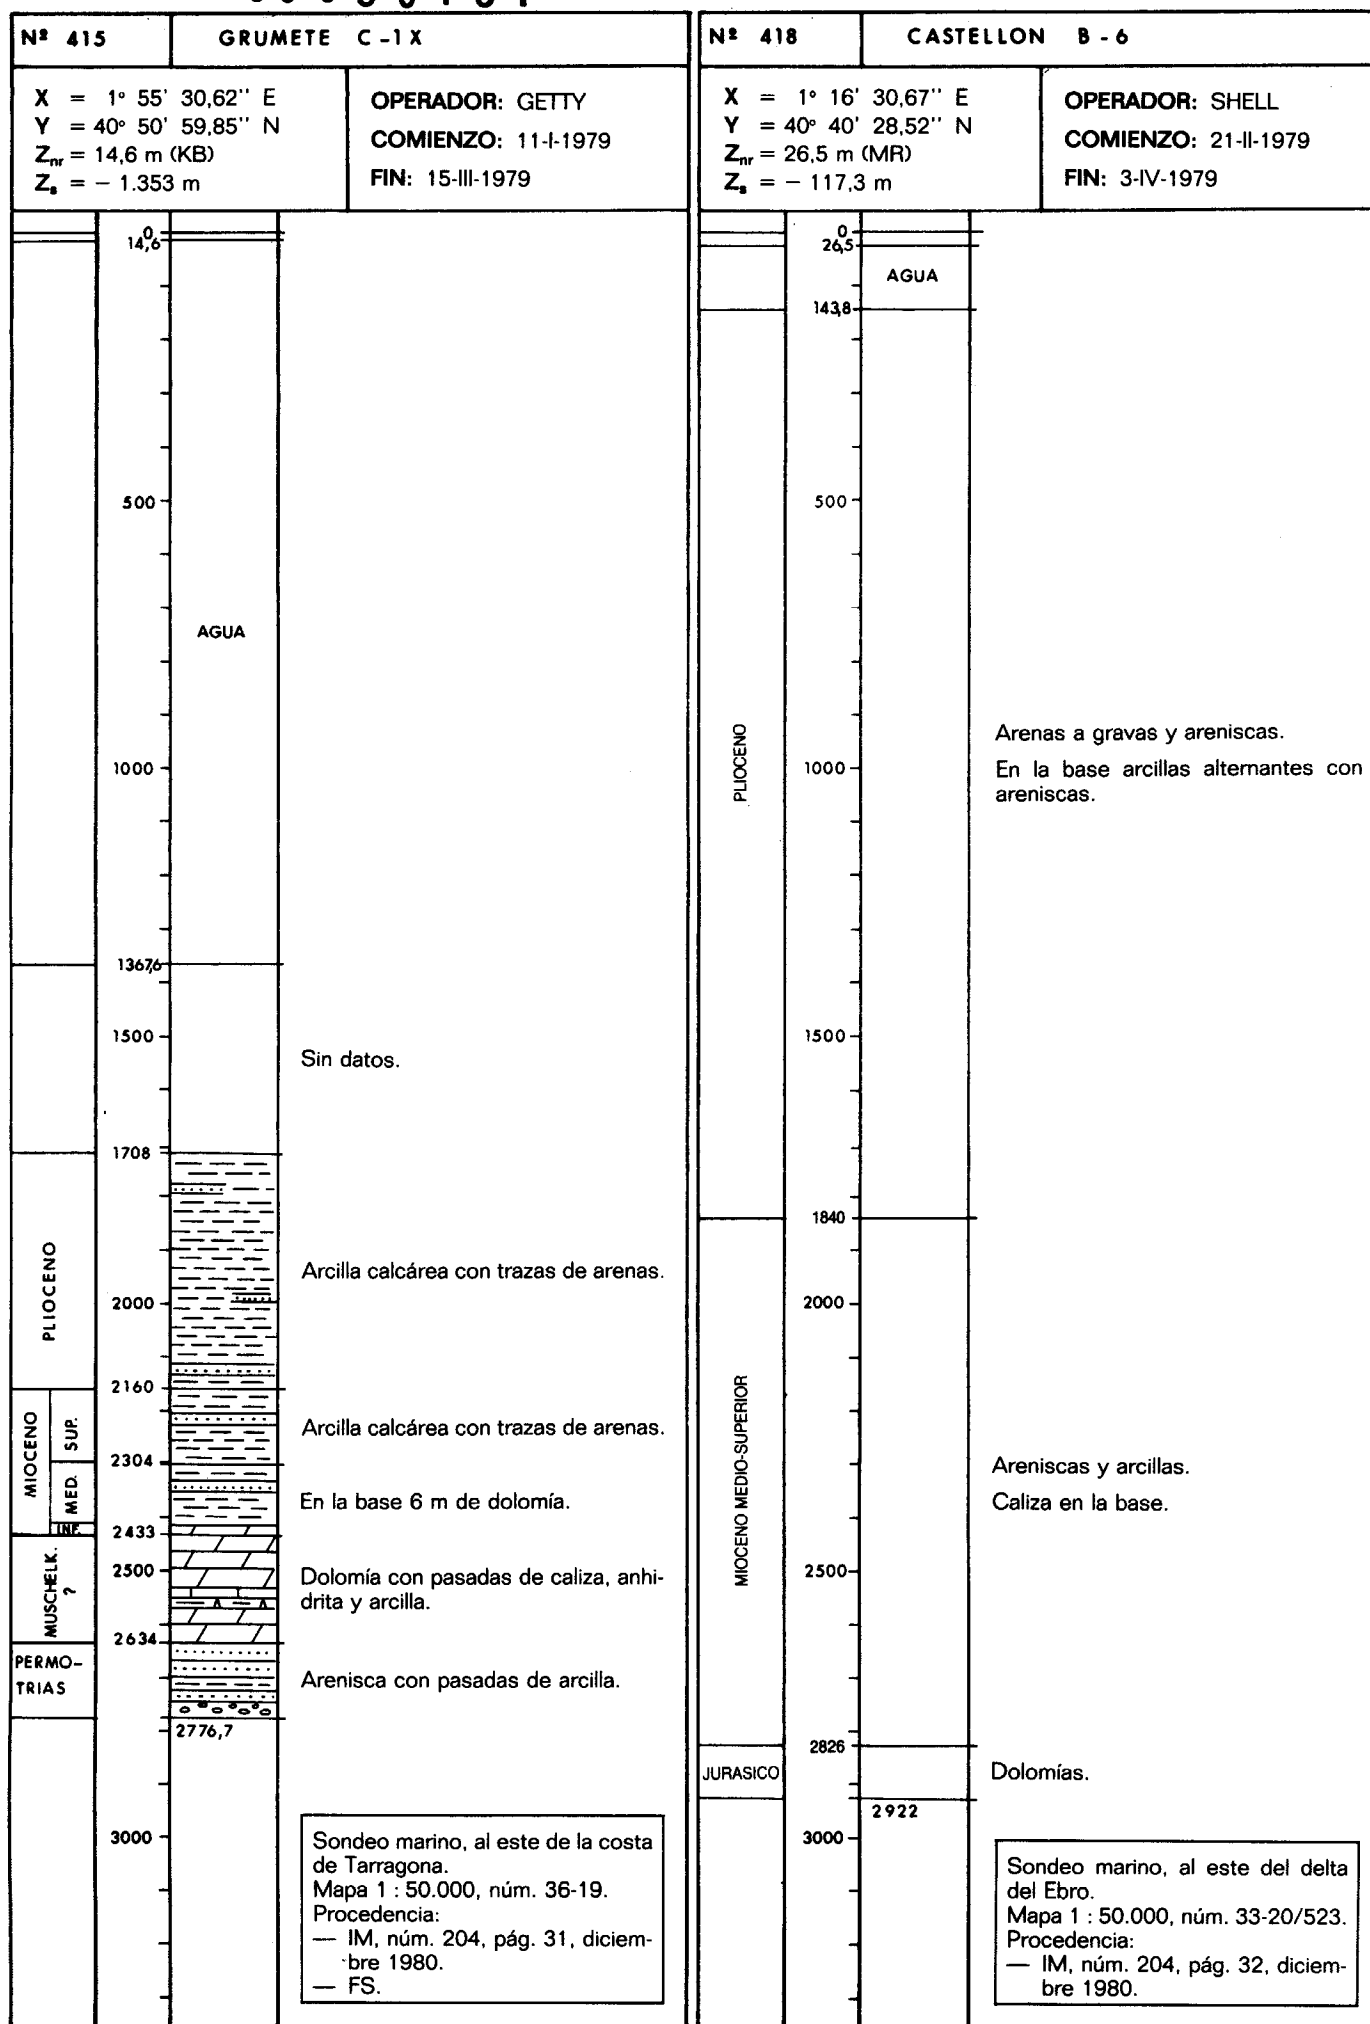 Nº 415
GRUMETE C-1X
X = 1° 55' 30,62'' E
Y = 40° 50' 59,85'' N
Znr = 14,6 m (KB)
Zs = – 1.353 m
OPERADOR: GETTY
COMIENZO: 11-I-1979
FIN: 15-III-1979
0
14,6
500
AGUA
1000
1367,6
1500
Sin datos.
1708
PLIOCENO
Arcilla calcárea con trazas de arenas.
2000
2160
MIOCENO
SUP.
Arcilla calcárea con trazas de arenas.
2304
MED.
En la base 6 m de dolomía.
INF.
2433
MUSCHELK.
?
2500
Dolomía con pasadas de caliza, anhi-
drita y arcilla.
2634
PERMO-
TRIAS
Arenisca con pasadas de arcilla.
2776,7
3000
Sondeo marino, al este de la costa
de Tarragona.
Mapa 1 : 50.000, núm. 36-19.
Procedencia:
— IM, núm. 204, pág. 31, diciem-
bre 1980.
— FS.
Nº 418
CASTELLON B-6
X = 1° 16' 30,67'' E
Y = 40° 40' 28,52'' N
Znr = 26,5 m (MR)
Zs = – 117,3 m
OPERADOR: SHELL
COMIENZO: 21-II-1979
FIN: 3-IV-1979
0
26,5
AGUA
143,8
500
PLIOCENO
Arenas a gravas y areniscas.
1000
En la base arcillas alternantes con
areniscas.
1500
1840
2000
MIOCENO MEDIO-SUPERIOR
Areniscas y arcillas.
Caliza en la base.
2500
2826
JURASICO
Dolomías.
2922
3000
Sondeo marino, al este del delta
del Ebro.
Mapa 1 : 50.000, núm. 33-20/523.
Procedencia:
— IM, núm. 204, pág. 32, diciem-
bre 1980.